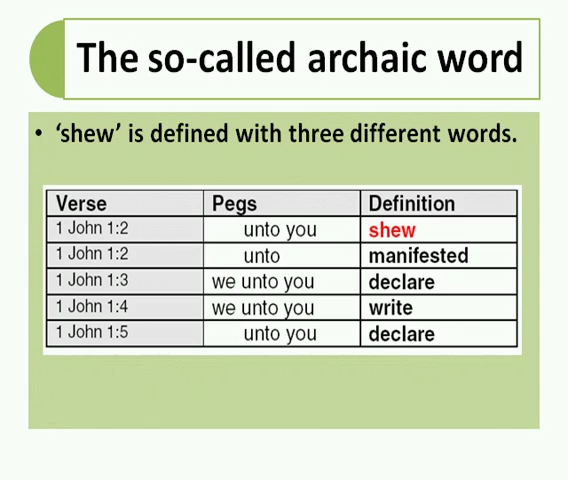 The so-called archaic word
• ‘shew’ is defined with three different words.
Verse Pegs Definition
1 John 1:2 unto you shew
1 John 1:2 unto manifested
1 John 1:3 we unto you declare
1 John 1:4 we unto you write
1 John 1:5 unto you declare